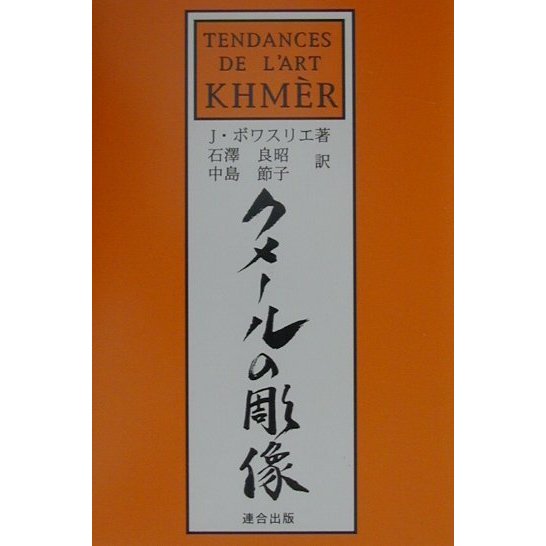 TENDANCES
DE L'ART
KHMÈR
J・ボワスリエ著
石澤 良昭
中島 節子 訳
クメールの彫像
連合出版